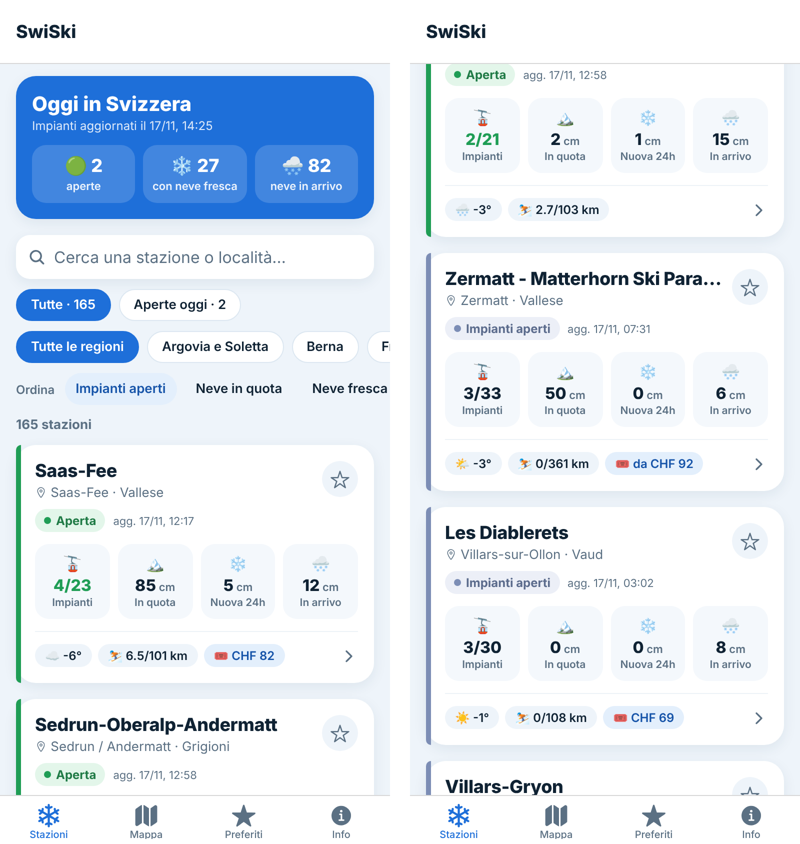 SwiSki
Oggi in Svizzera
Impianti aggiornati il 17/11, 14:25
2
aperte
27
con neve fresca
82
neve in arrivo
Cerca una stazione o località...
Tutte · 165
Aperte oggi · 2
Tutte le regioni
Argovia e Soletta
Berna
Ordina
Impianti aperti
Neve in quota
Neve fresca
165 stazioni
Saas-Fee
Saas-Fee · Vallese
Aperta
agg. 17/11, 12:17
4/23
Impianti
85 cm
In quota
5 cm
Nuova 24h
12 cm
In arrivo
-6°
6.5/101 km
CHF 82
Sedrun-Oberalp-Andermatt
Sedrun / Andermatt · Grigioni
Aperta
agg. 17/11, 12:58
Stazioni
Mappa
Preferiti
Info
SwiSki
Aperta
agg. 17/11, 12:58
2/21
Impianti
2 cm
In quota
1 cm
Nuova 24h
15 cm
In arrivo
-3°
2.7/103 km
Zermatt - Matterhorn Ski Para...
Zermatt · Vallese
Impianti aperti
agg. 17/11, 07:31
3/33
Impianti
50 cm
In quota
0 cm
Nuova 24h
6 cm
In arrivo
-3°
0/361 km
da CHF 92
Les Diablerets
Villars-sur-Ollon · Vaud
Impianti aperti
agg. 17/11, 03:02
3/30
Impianti
0 cm
In quota
0 cm
Nuova 24h
8 cm
In arrivo
-1°
0/108 km
CHF 69
Villars-Gryon
Stazioni
Mappa
Preferiti
Info